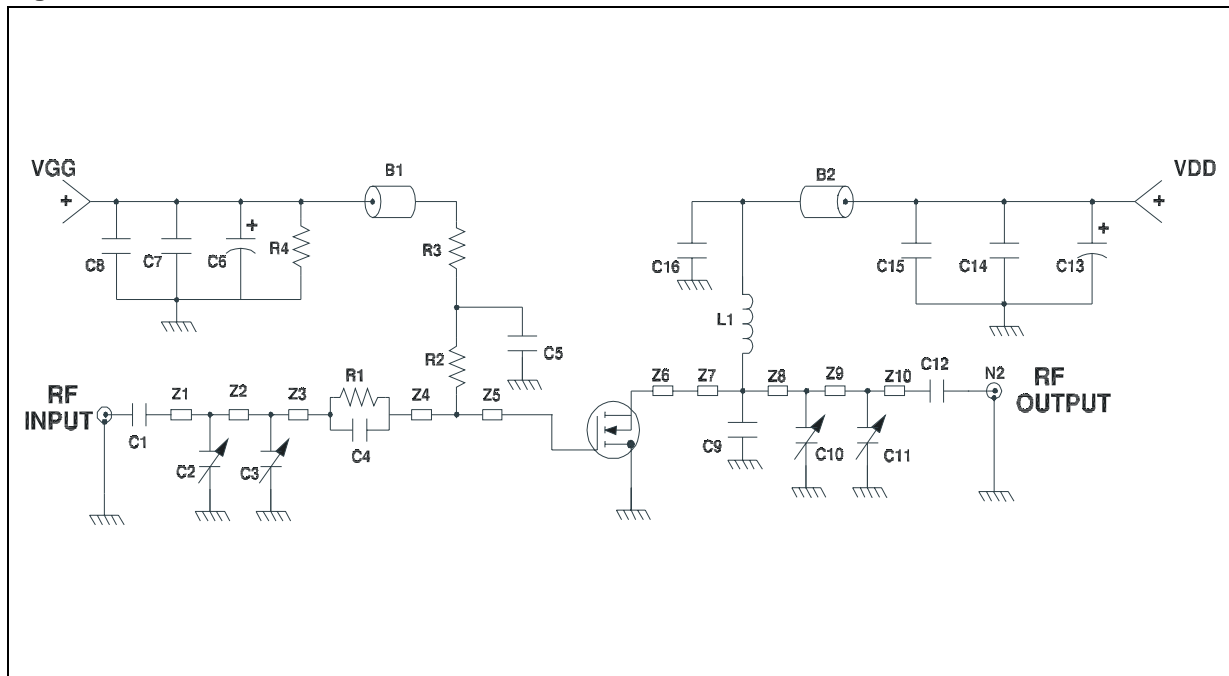 VGG
B1
B2
VDD
+
+
+
+
C8
C7
C6
R4
R3
C16
C15
C14
C13
L1
R2
C5
RF
INPUT
C1
Z1
Z2
Z3
R1
C4
Z4
Z5
Z6
Z7
Z8
Z9
Z10
C12
N2
RF
OUTPUT
C2
C3
C9
C10
C11